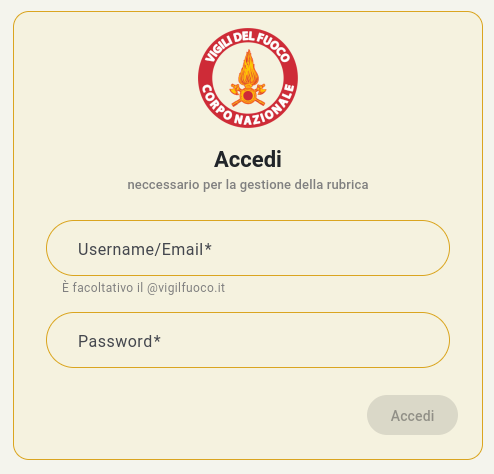 VIGILI DEL FUOCO
CORPO NAZIONALE
Accedi
neccessario per la gestione della rubrica
Username/Email*
È facoltativo il @vigilfuoco.it
Password*
Accedi